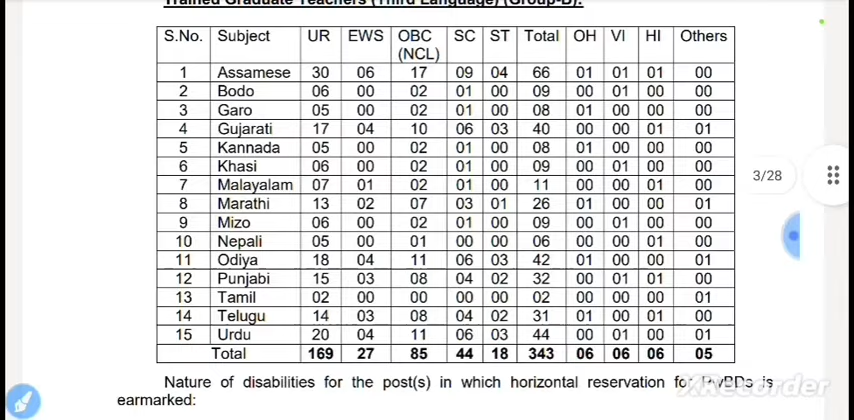 Trained Graduate Teachers (Third Language) (Group-B):
S.No. Subject UR EWS OBC (NCL) SC ST Total OH VI HI Others
1 Assamese 30 06 17 09 04 66 01 01 01 00
2 Bodo 06 00 02 01 00 09 00 01 00 00
3 Garo 05 00 02 01 00 08 01 00 00 00
4 Gujarati 17 04 10 06 03 40 00 00 01 01
5 Kannada 05 00 02 01 00 08 01 00 00 00
6 Khasi 06 00 02 01 00 09 00 01 00 00
7 Malayalam 07 01 02 01 00 11 00 00 01 00
8 Marathi 13 02 07 03 01 26 01 00 00 01
9 Mizo 06 00 02 01 00 09 00 01 00 00
10 Nepali 05 00 01 00 00 06 00 00 01 00
11 Odiya 18 04 11 06 03 42 01 00 00 01
12 Punjabi 15 03 08 04 02 32 00 01 01 00
13 Tamil 02 00 00 00 00 02 00 00 00 01
14 Telugu 14 03 08 04 02 31 01 00 01 00
15 Urdu 20 04 11 06 03 44 00 01 00 01
Total 169 27 85 44 18 343 06 06 06 05
3/28
Nature of disabilities for the post(s) in which horizontal reservation for PwBDs is
earmarked:
XRecorder